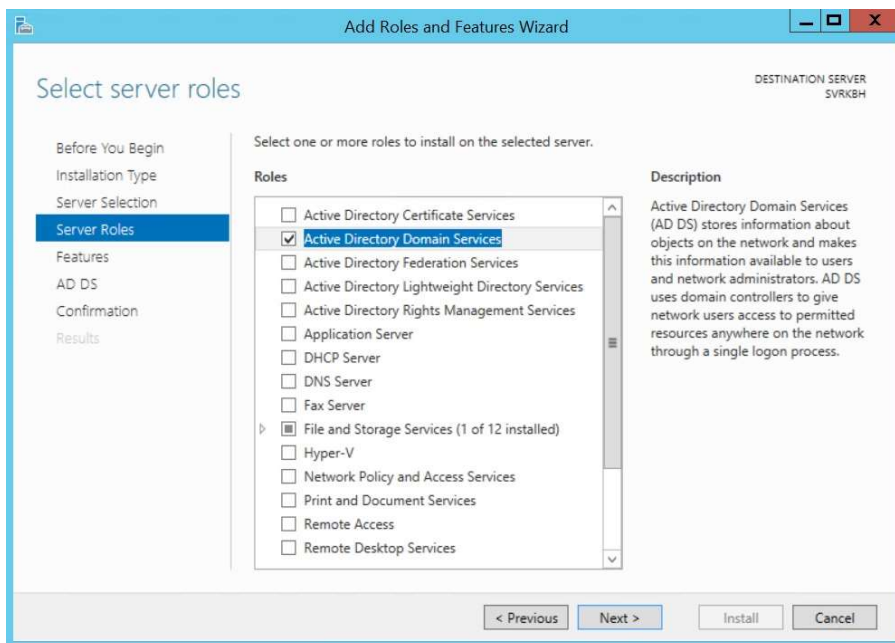 Add Roles and Features Wizard
Select server roles
DESTINATION SERVER
SVRKBH
Before You Begin
Installation Type
Server Selection
Server Roles
Features
AD DS
Confirmation
Results
Select one or more roles to install on the selected server.
Roles
Active Directory Certificate Services
Active Directory Domain Services
Active Directory Federation Services
Active Directory Lightweight Directory Services
Active Directory Rights Management Services
Application Server
DHCP Server
DNS Server
Fax Server
File and Storage Services (1 of 12 installed)
Hyper-V
Network Policy and Access Services
Print and Document Services
Remote Access
Remote Desktop Services
Description
Active Directory Domain Services
(AD DS) stores information about
objects on the network and makes
this information available to users
and network administrators. AD DS
uses domain controllers to give
network users access to permitted
resources anywhere on the network
through a single logon process.
< Previous
Next >
Install
Cancel